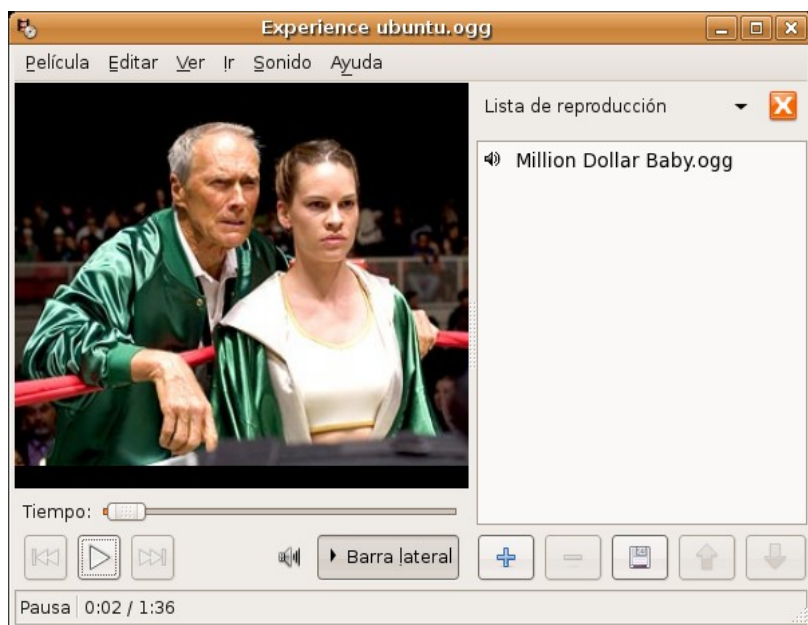 Experience ubuntu.ogg
Película Editar Ver Ir Sonido Ayuda
Lista de reproducción
Million Dollar Baby.ogg
Tiempo:
Barra lateral
Pausa 0:02 / 1:36